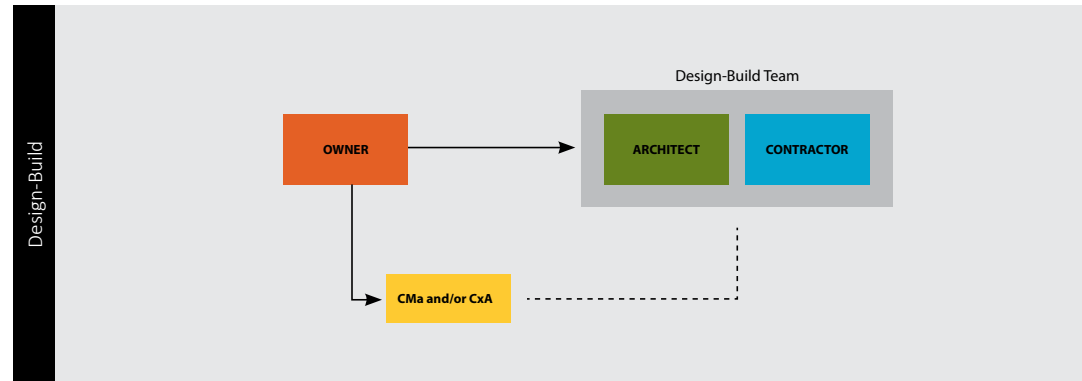 Design-Build
Design-Build Team
OWNER
ARCHITECT
CONTRACTOR
CMa and/or CxA